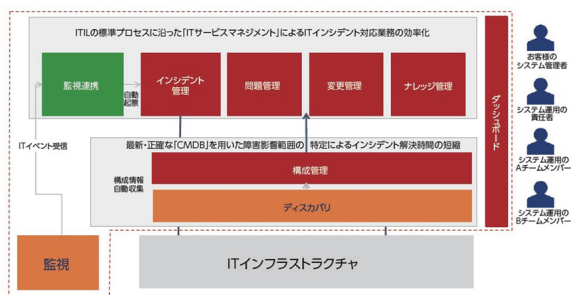 ITILの標準プロセスに沿った「ITサービスマネジメント」によるITインシデント対応業務の効率化
監視連携
自動
起票
インシデント
管理
問題管理
変更管理
ナレッジ管理
ダッシュボード
お客様の
システム管理者
システム運用の
責任者
システム運用の
Aチームメンバー
システム運用の
Bチームメンバー
ITイベント受信
最新・正確な「CMDB」を用いた障害影響範囲の 特定によるインシデント解決時間の短縮
構成情報
自動収集
構成管理
ディスカバリ
監視
ITインフラストラクチャ